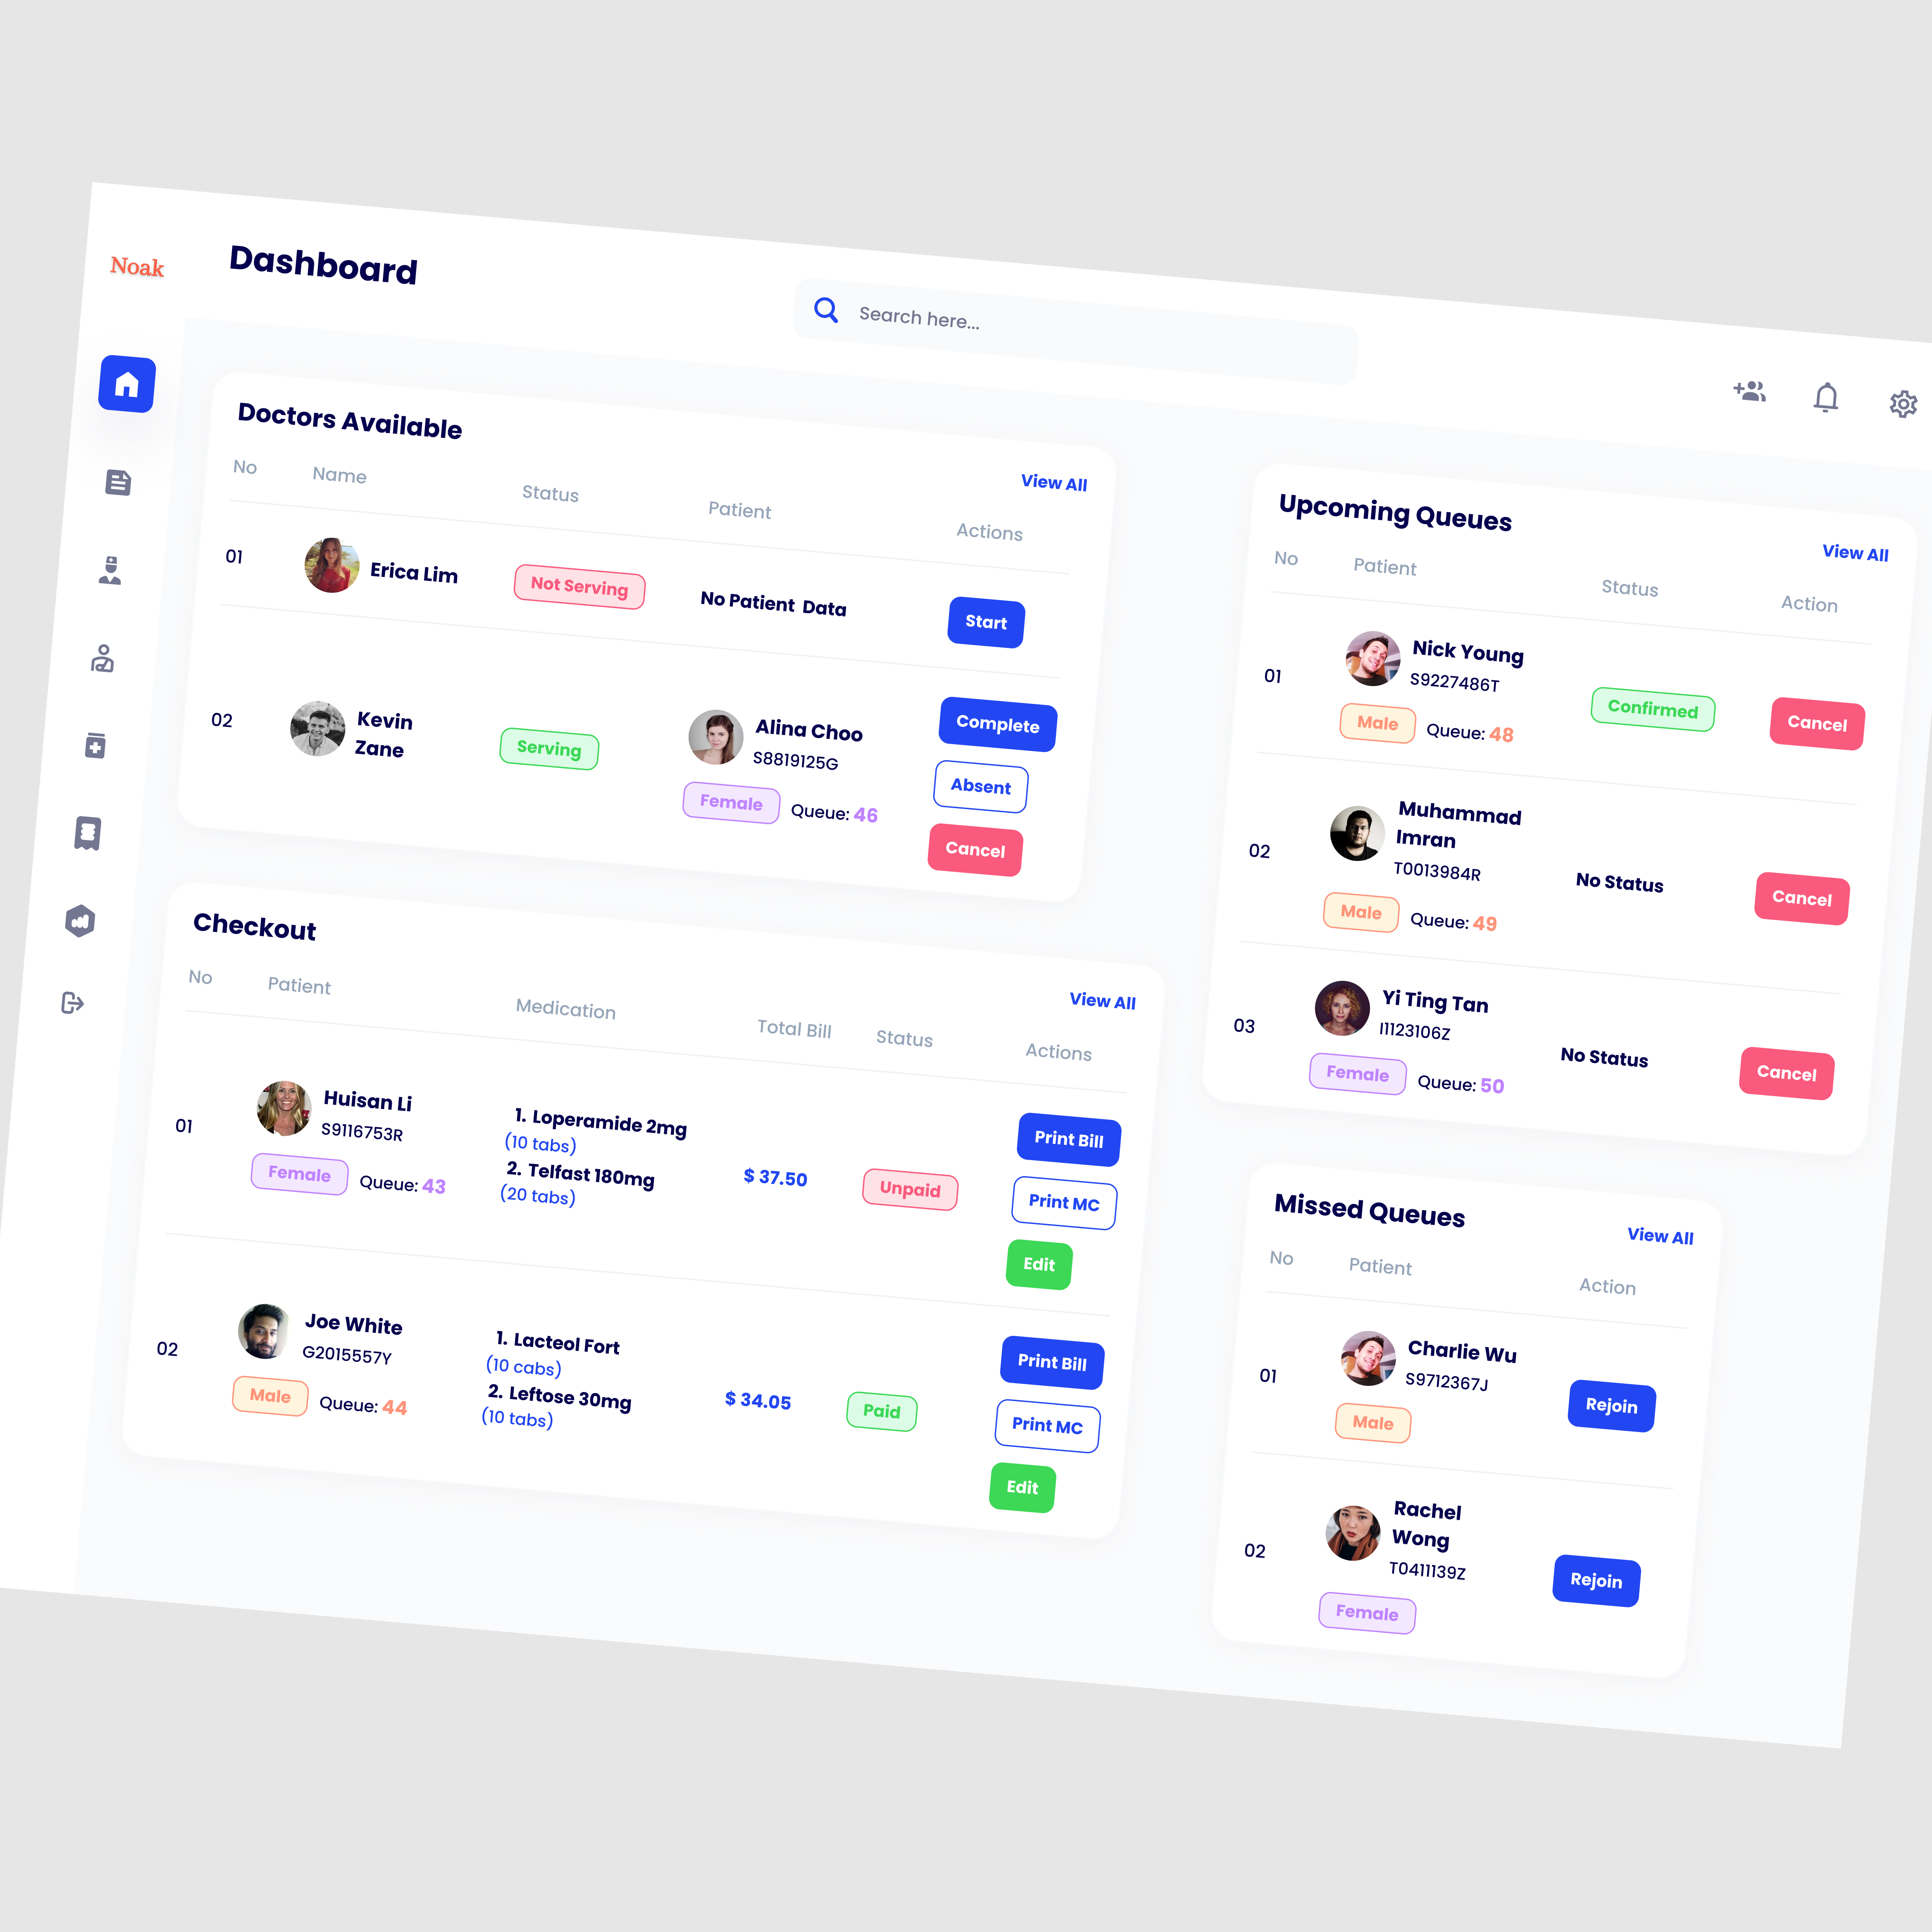 Noak
Dashboard
Search here...
Doctors Available
View All
No Name Status Patient Actions
01 Erica Lim Not Serving No Patient Data Start
02 Kevin
Zane
Serving
Alina Choo
S8819125G
Female Queue: 46
Complete
Absent
Cancel
Checkout
View All
No Patient Medication Total Bill Status Actions
01
Huisan Li
S9116753R
Female Queue: 43
1. Loperamide 2mg
(10 tabs)
2. Telfast 180mg
(20 tabs)
$ 37.50
Unpaid
Print Bill
Print MC
Edit
02
Joe White
G2015557Y
Male Queue: 44
1. Lacteol Fort
(10 cabs)
2. Leftose 30mg
(10 tabs)
$ 34.05
Paid
Print Bill
Print MC
Edit
Upcoming Queues
View All
No Patient Status Action
01
Nick Young
S9227486T
Male Queue: 48
Confirmed
Cancel
02
Muhammad
Imran
T0013984R
Male Queue: 49
No Status
Cancel
03
Yi Ting Tan
I1123106Z
Female Queue: 50
No Status
Cancel
Missed Queues
View All
No Patient Action
01
Charlie Wu
S9712367J
Male
Rejoin
02
Rachel
Wong
T0411139Z
Female
Rejoin